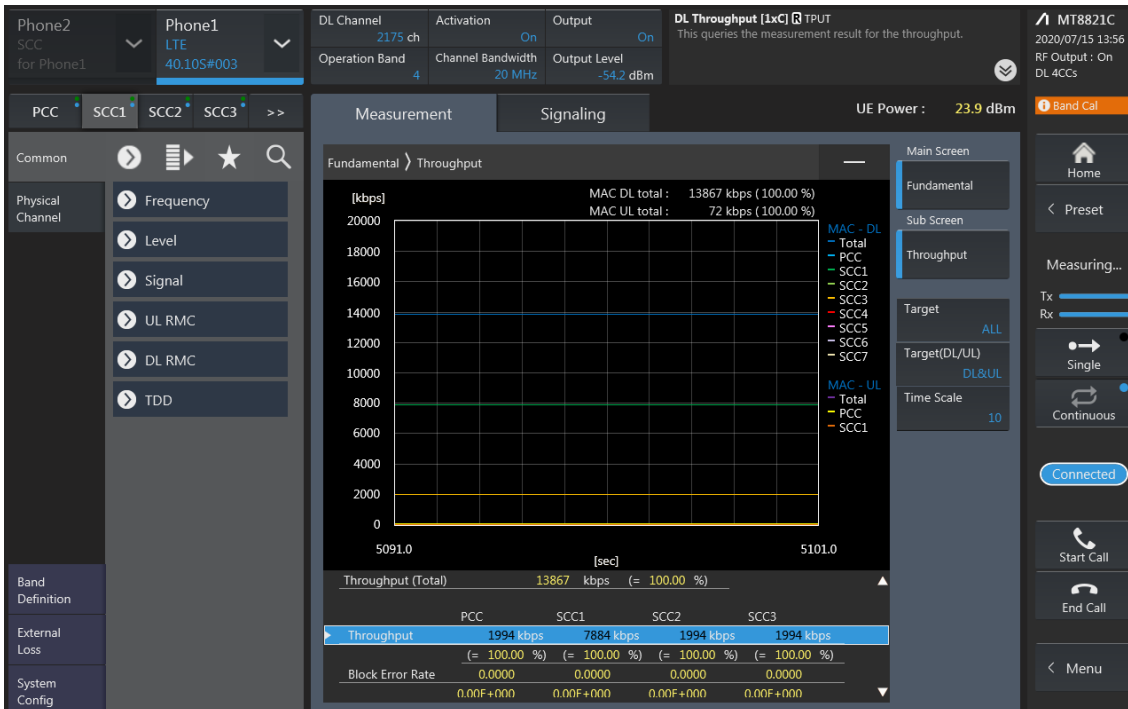 Phone2
SCC
for Phone1
Phone1
LTE
40.10S#003
DL Channel
2175 ch
Activation
On
Output
On
Operation Band
4
Channel Bandwidth
20 MHz
Output Level
-54.2 dBm
DL Throughput [1xC] R TPUT
This queries the measurement result for the throughput.
MT8821C
2020/07/15 13:56
RF Output : On
DL 4CCs
Band Cal
PCC SCC1 SCC2 SCC3 >>
Measurement
Signaling
UE Power : 23.9 dBm
Common
Physical
Channel
Frequency
Level
Signal
UL RMC
DL RMC
TDD
Band
Definition
External
Loss
System
Config
Fundamental Throughput
[kbps]
MAC DL total : 13867 kbps ( 100.00 %)
MAC UL total : 72 kbps ( 100.00 %)
20000
18000
16000
14000
12000
10000
8000
6000
4000
2000
0
5091.0
5101.0
[sec]
MAC - DL
Total
PCC
SCC1
SCC2
SCC3
SCC4
SCC5
SCC6
SCC7
MAC - UL
Total
PCC
SCC1
Throughput (Total) 13867 kbps (= 100.00 %)
PCC SCC1 SCC2 SCC3
Throughput 1994 kbps 7884 kbps 1994 kbps 1994 kbps
(= 100.00 %) (= 100.00 %) (= 100.00 %) (= 100.00 %)
Block Error Rate 0.0000 0.0000 0.0000 0.0000
0.00E+000 0.00E+000 0.00E+000 0.00E+000
Main Screen
Fundamental
Sub Screen
Throughput
Target
ALL
Target(DL/UL)
DL&UL
Time Scale
10
Home
< Preset
Measuring...
Tx
Rx
Single
Continuous
Connected
Start Call
End Call
< Menu